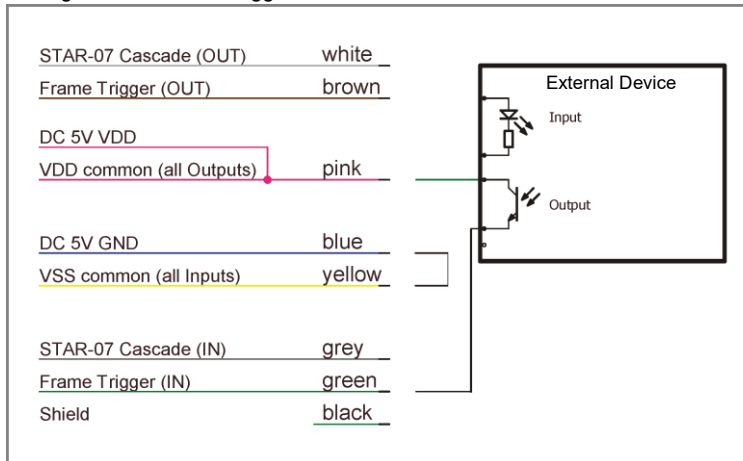 STAR-07 Cascade (OUT) white
Frame Trigger (OUT) brown
DC 5V VDD
VDD common (all Outputs) pink
DC 5V GND blue
VSS common (all Inputs) yellow
STAR-07 Cascade (IN) grey
Frame Trigger (IN) green
Shield black
External Device
Input
Output